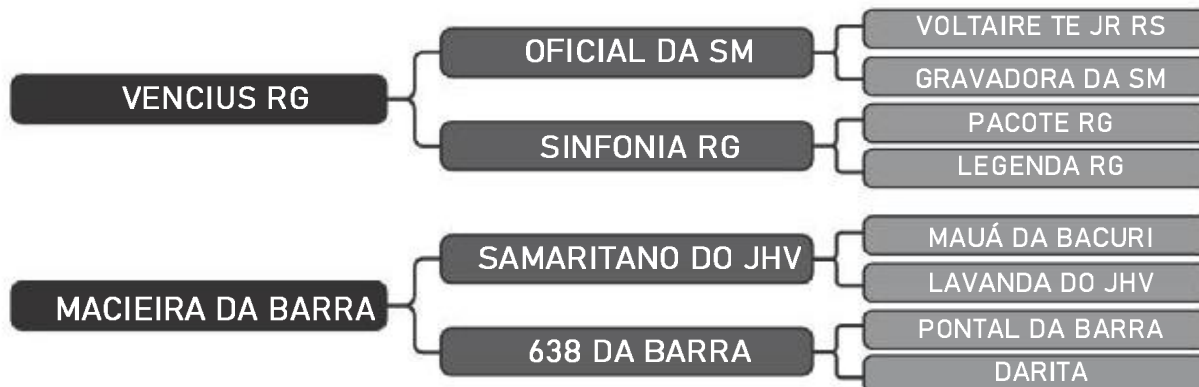 VENCIUS RG
OFICIAL DA SM
VOLTAIRE TE JR RS
GRAVADORA DA SM
SINFONIA RG
PACOTE RG
LEGENDA RG
MACIEIRA DA BARRA
SAMARITANO DO JHV
MAUÁ DA BACURI
LAVANDA DO JHV
638 DA BARRA
PONTAL DA BARRA
DARITA